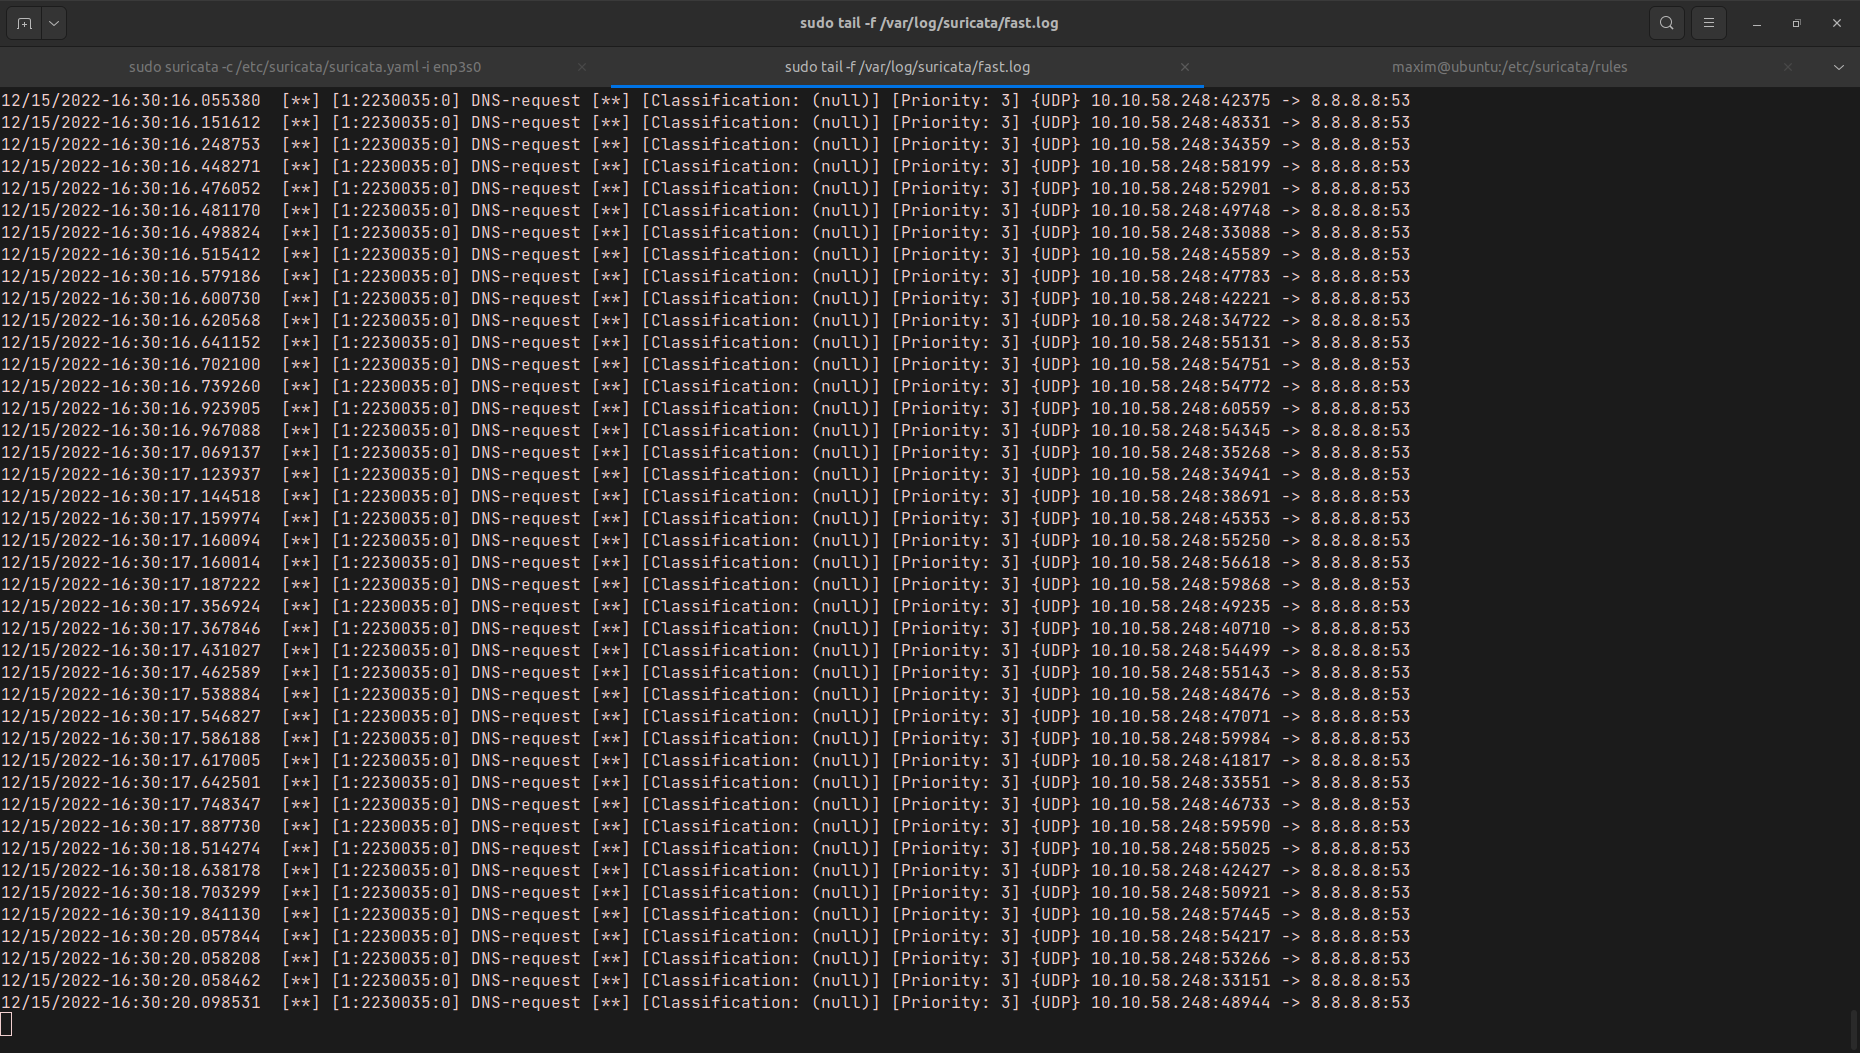 sudo tail -f /var/log/suricata/fast.log
sudo suricata -c /etc/suricata/suricata.yaml -i enp3s0
sudo tail -f /var/log/suricata/fast.log
maxim@ubuntu:/etc/suricata/rules
12/15/2022-16:30:16.055380  [**] [1:2230035:0] DNS-request [**] [Classification: (null)] [Priority: 3] {UDP} 10.10.58.248:42375 -> 8.8.8.8:53
12/15/2022-16:30:16.151612  [**] [1:2230035:0] DNS-request [**] [Classification: (null)] [Priority: 3] {UDP} 10.10.58.248:48331 -> 8.8.8.8:53
12/15/2022-16:30:16.248753  [**] [1:2230035:0] DNS-request [**] [Classification: (null)] [Priority: 3] {UDP} 10.10.58.248:34359 -> 8.8.8.8:53
12/15/2022-16:30:16.448271  [**] [1:2230035:0] DNS-request [**] [Classification: (null)] [Priority: 3] {UDP} 10.10.58.248:58199 -> 8.8.8.8:53
12/15/2022-16:30:16.476052  [**] [1:2230035:0] DNS-request [**] [Classification: (null)] [Priority: 3] {UDP} 10.10.58.248:52901 -> 8.8.8.8:53
12/15/2022-16:30:16.481170  [**] [1:2230035:0] DNS-request [**] [Classification: (null)] [Priority: 3] {UDP} 10.10.58.248:49748 -> 8.8.8.8:53
12/15/2022-16:30:16.498824  [**] [1:2230035:0] DNS-request [**] [Classification: (null)] [Priority: 3] {UDP} 10.10.58.248:33088 -> 8.8.8.8:53
12/15/2022-16:30:16.515412  [**] [1:2230035:0] DNS-request [**] [Classification: (null)] [Priority: 3] {UDP} 10.10.58.248:45589 -> 8.8.8.8:53
12/15/2022-16:30:16.579186  [**] [1:2230035:0] DNS-request [**] [Classification: (null)] [Priority: 3] {UDP} 10.10.58.248:47783 -> 8.8.8.8:53
12/15/2022-16:30:16.600730  [**] [1:2230035:0] DNS-request [**] [Classification: (null)] [Priority: 3] {UDP} 10.10.58.248:42221 -> 8.8.8.8:53
12/15/2022-16:30:16.620568  [**] [1:2230035:0] DNS-request [**] [Classification: (null)] [Priority: 3] {UDP} 10.10.58.248:34722 -> 8.8.8.8:53
12/15/2022-16:30:16.641152  [**] [1:2230035:0] DNS-request [**] [Classification: (null)] [Priority: 3] {UDP} 10.10.58.248:55131 -> 8.8.8.8:53
12/15/2022-16:30:16.702100  [**] [1:2230035:0] DNS-request [**] [Classification: (null)] [Priority: 3] {UDP} 10.10.58.248:54751 -> 8.8.8.8:53
12/15/2022-16:30:16.739260  [**] [1:2230035:0] DNS-request [**] [Classification: (null)] [Priority: 3] {UDP} 10.10.58.248:54772 -> 8.8.8.8:53
12/15/2022-16:30:16.923905  [**] [1:2230035:0] DNS-request [**] [Classification: (null)] [Priority: 3] {UDP} 10.10.58.248:60559 -> 8.8.8.8:53
12/15/2022-16:30:16.967088  [**] [1:2230035:0] DNS-request [**] [Classification: (null)] [Priority: 3] {UDP} 10.10.58.248:54345 -> 8.8.8.8:53
12/15/2022-16:30:17.069137  [**] [1:2230035:0] DNS-request [**] [Classification: (null)] [Priority: 3] {UDP} 10.10.58.248:35268 -> 8.8.8.8:53
12/15/2022-16:30:17.123937  [**] [1:2230035:0] DNS-request [**] [Classification: (null)] [Priority: 3] {UDP} 10.10.58.248:34941 -> 8.8.8.8:53
12/15/2022-16:30:17.144518  [**] [1:2230035:0] DNS-request [**] [Classification: (null)] [Priority: 3] {UDP} 10.10.58.248:38691 -> 8.8.8.8:53
12/15/2022-16:30:17.159974  [**] [1:2230035:0] DNS-request [**] [Classification: (null)] [Priority: 3] {UDP} 10.10.58.248:45353 -> 8.8.8.8:53
12/15/2022-16:30:17.160094  [**] [1:2230035:0] DNS-request [**] [Classification: (null)] [Priority: 3] {UDP} 10.10.58.248:55250 -> 8.8.8.8:53
12/15/2022-16:30:17.160014  [**] [1:2230035:0] DNS-request [**] [Classification: (null)] [Priority: 3] {UDP} 10.10.58.248:56618 -> 8.8.8.8:53
12/15/2022-16:30:17.187222  [**] [1:2230035:0] DNS-request [**] [Classification: (null)] [Priority: 3] {UDP} 10.10.58.248:59868 -> 8.8.8.8:53
12/15/2022-16:30:17.356924  [**] [1:2230035:0] DNS-request [**] [Classification: (null)] [Priority: 3] {UDP} 10.10.58.248:49235 -> 8.8.8.8:53
12/15/2022-16:30:17.367846  [**] [1:2230035:0] DNS-request [**] [Classification: (null)] [Priority: 3] {UDP} 10.10.58.248:40710 -> 8.8.8.8:53
12/15/2022-16:30:17.431027  [**] [1:2230035:0] DNS-request [**] [Classification: (null)] [Priority: 3] {UDP} 10.10.58.248:54499 -> 8.8.8.8:53
12/15/2022-16:30:17.462589  [**] [1:2230035:0] DNS-request [**] [Classification: (null)] [Priority: 3] {UDP} 10.10.58.248:55143 -> 8.8.8.8:53
12/15/2022-16:30:17.538884  [**] [1:2230035:0] DNS-request [**] [Classification: (null)] [Priority: 3] {UDP} 10.10.58.248:48476 -> 8.8.8.8:53
12/15/2022-16:30:17.546827  [**] [1:2230035:0] DNS-request [**] [Classification: (null)] [Priority: 3] {UDP} 10.10.58.248:47071 -> 8.8.8.8:53
12/15/2022-16:30:17.586188  [**] [1:2230035:0] DNS-request [**] [Classification: (null)] [Priority: 3] {UDP} 10.10.58.248:59984 -> 8.8.8.8:53
12/15/2022-16:30:17.617005  [**] [1:2230035:0] DNS-request [**] [Classification: (null)] [Priority: 3] {UDP} 10.10.58.248:41817 -> 8.8.8.8:53
12/15/2022-16:30:17.642501  [**] [1:2230035:0] DNS-request [**] [Classification: (null)] [Priority: 3] {UDP} 10.10.58.248:33551 -> 8.8.8.8:53
12/15/2022-16:30:17.748347  [**] [1:2230035:0] DNS-request [**] [Classification: (null)] [Priority: 3] {UDP} 10.10.58.248:46733 -> 8.8.8.8:53
12/15/2022-16:30:17.887730  [**] [1:2230035:0] DNS-request [**] [Classification: (null)] [Priority: 3] {UDP} 10.10.58.248:59590 -> 8.8.8.8:53
12/15/2022-16:30:18.514274  [**] [1:2230035:0] DNS-request [**] [Classification: (null)] [Priority: 3] {UDP} 10.10.58.248:55025 -> 8.8.8.8:53
12/15/2022-16:30:18.638178  [**] [1:2230035:0] DNS-request [**] [Classification: (null)] [Priority: 3] {UDP} 10.10.58.248:42427 -> 8.8.8.8:53
12/15/2022-16:30:18.703299  [**] [1:2230035:0] DNS-request [**] [Classification: (null)] [Priority: 3] {UDP} 10.10.58.248:50921 -> 8.8.8.8:53
12/15/2022-16:30:19.841130  [**] [1:2230035:0] DNS-request [**] [Classification: (null)] [Priority: 3] {UDP} 10.10.58.248:57445 -> 8.8.8.8:53
12/15/2022-16:30:20.057844  [**] [1:2230035:0] DNS-request [**] [Classification: (null)] [Priority: 3] {UDP} 10.10.58.248:54217 -> 8.8.8.8:53
12/15/2022-16:30:20.058208  [**] [1:2230035:0] DNS-request [**] [Classification: (null)] [Priority: 3] {UDP} 10.10.58.248:53266 -> 8.8.8.8:53
12/15/2022-16:30:20.058462  [**] [1:2230035:0] DNS-request [**] [Classification: (null)] [Priority: 3] {UDP} 10.10.58.248:33151 -> 8.8.8.8:53
12/15/2022-16:30:20.098531  [**] [1:2230035:0] DNS-request [**] [Classification: (null)] [Priority: 3] {UDP} 10.10.58.248:48944 -> 8.8.8.8:53